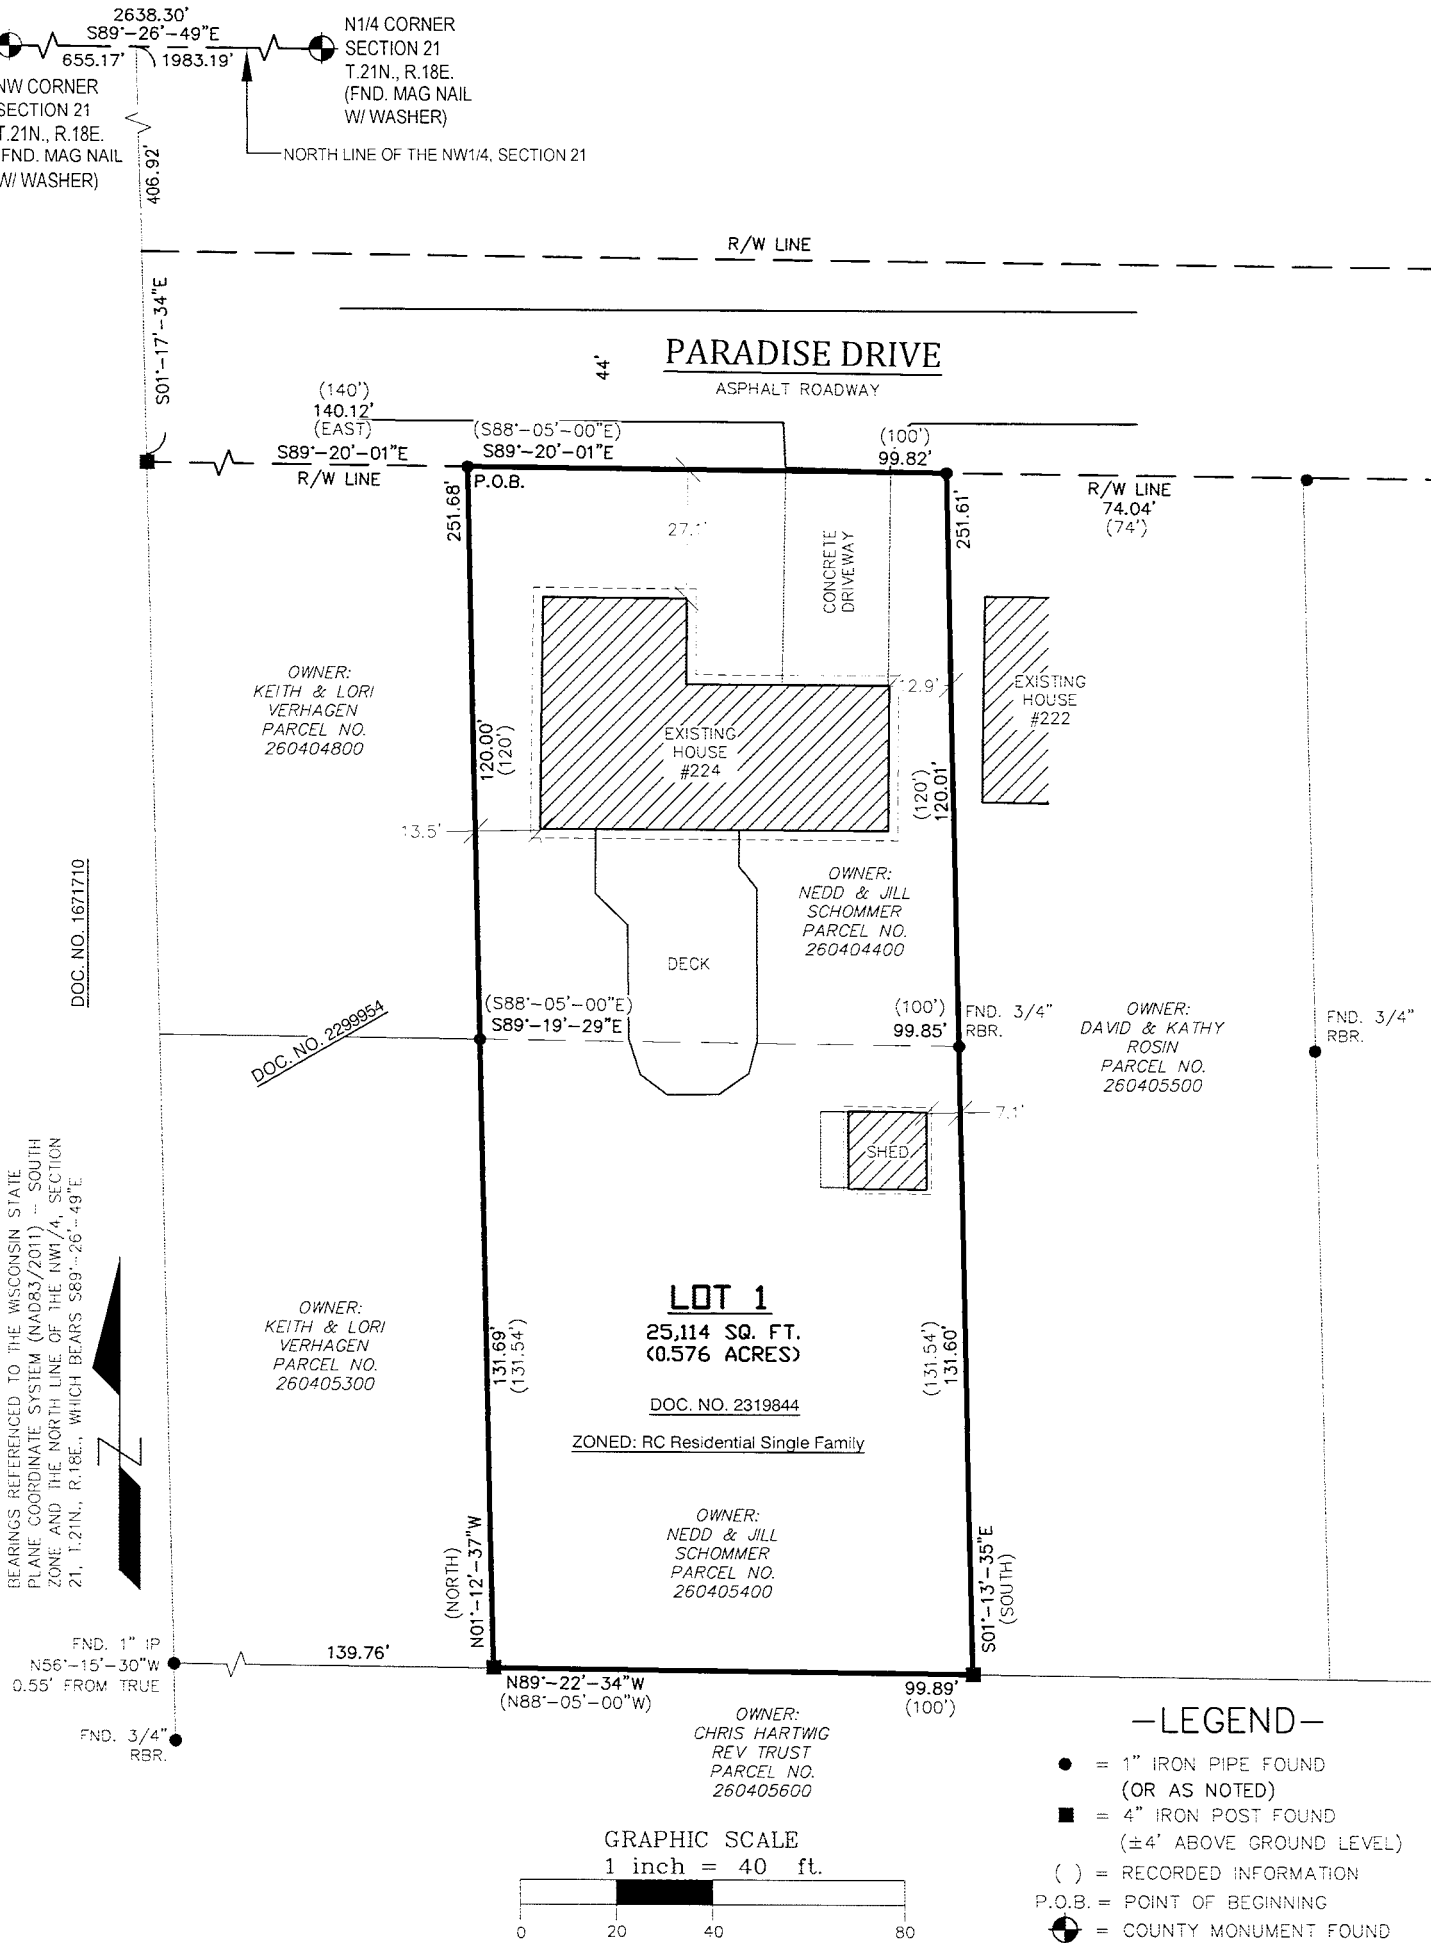 2638.30'
S89°-26'-49"E
655.17'
1983.19'
N1/4 CORNER
SECTION 21
T.21N., R.18E.
(FND. MAG NAIL
W/ WASHER)
NW CORNER
SECTION 21
T.21N., R.18E.
(FND. MAG NAIL
W/ WASHER)
NORTH LINE OF THE NW1/4, SECTION 21
406.92'
S01°-17'-34"E
R/W LINE
44'
PARADISE DRIVE
ASPHALT ROADWAY
(140')
140.12'
(EAST)
S89°-20'-01"E
R/W LINE
(S88°-05'-00"E)
S89°-20'-01"E
(100')
99.82'
P.O.B.
R/W LINE
74.04'
(74')
251.68'
251.61'
27.1'
CONCRETE
DRIVEWAY
OWNER:
KEITH & LORI
VERHAGEN
PARCEL NO.
260404800
120.00'
(120')
EXISTING
HOUSE
#224
2.9'
(120')
120.01'
EXISTING
HOUSE
#222
13.5'
DOC. NO. 1671710
OWNER:
NEDD & JILL
SCHOMMER
PARCEL NO.
260404400
DECK
DOC. NO. 2299954
(S88°-05'-00"E)
S89°-19'-29"E
(100')
99.85'
FND. 3/4"
RBR.
OWNER:
DAVID & KATHY
ROSIN
PARCEL NO.
260405500
FND. 3/4"
RBR.
7.1'
SHED
BEARINGS REFERENCED TO THE WISCONSIN STATE
PLANE COORDINATE SYSTEM (NAD83/2011) -- SOUTH
ZONE AND THE NORTH LINE OF THE NW1/4, SECTION
21, T.21N., R.18E., WHICH BEARS S89°-26'-49"E
N
OWNER:
KEITH & LORI
VERHAGEN
PARCEL NO.
260405300
131.69'
(131.54')
LOT 1
25,114 SQ. FT.
(0.576 ACRES)
DOC. NO. 2319844
ZONED: RC Residential Single Family
(131.54')
131.60'
OWNER:
NEDD & JILL
SCHOMMER
PARCEL NO.
260405400
(NORTH)
N01°-12'-37"W
S01°-13'-35"E
(SOUTH)
FND. 1" IP
N56°-15'-30"W
0.55' FROM TRUE
139.76'
FND. 3/4"
RBR.
N89°-22'-34"W
(N88°-05'-00"W)
99.89'
(100')
OWNER:
CHRIS HARTWIG
REV TRUST
PARCEL NO.
260405600
-LEGEND-
= 1" IRON PIPE FOUND
(OR AS NOTED)
= 4" IRON POST FOUND
(±4' ABOVE GROUND LEVEL)
( ) = RECORDED INFORMATION
P.O.B. = POINT OF BEGINNING
= COUNTY MONUMENT FOUND
GRAPHIC SCALE
1 inch = 40 ft.
0 20 40 80